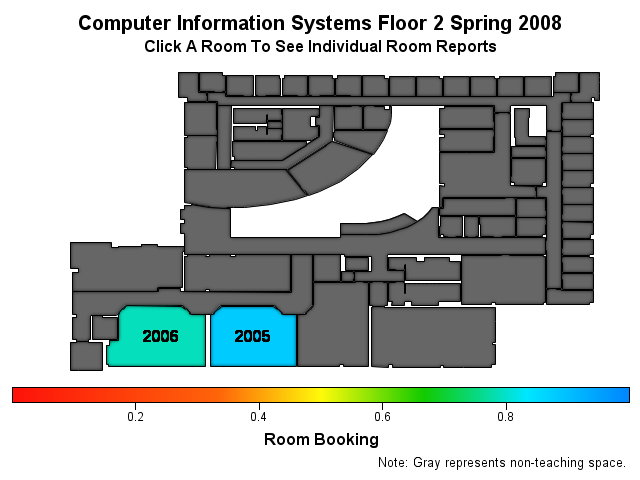 Computer Information Systems Floor 2 Spring 2008
Click A Room To See Individual Room Reports
2006 2005
0.2 0.4 0.6 0.8
Room Booking
Note: Gray represents non-teaching space.